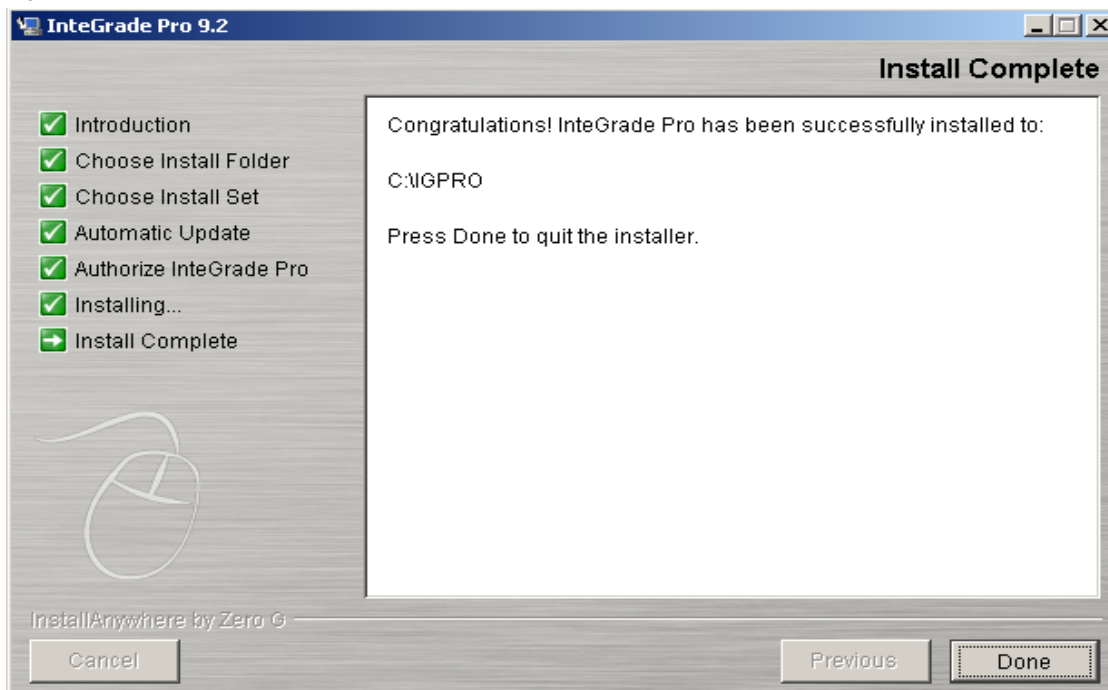 InteGrade Pro 9.2
Install Complete
Introduction
Choose Install Folder
Choose Install Set
Automatic Update
Authorize InteGrade Pro
Installing...
Install Complete
Congratulations! InteGrade Pro has been successfully installed to:
C:\IGPRO
Press Done to quit the installer.
InstallAnywhere by Zero G
Cancel
Previous
Done